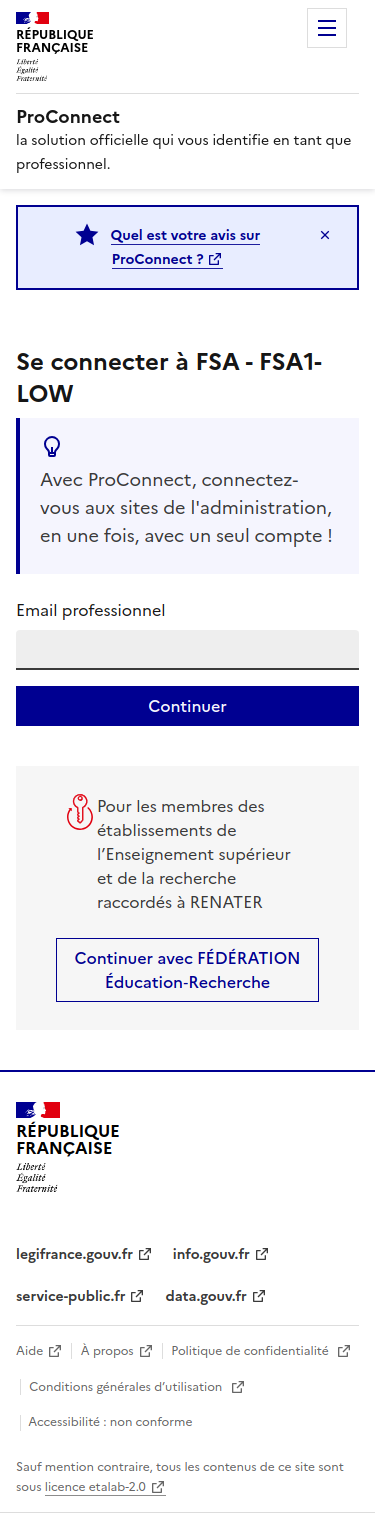 RÉPUBLIQUE
FRANÇAISE
Liberté
Égalité
Fraternité
ProConnect
la solution officielle qui vous identifie en tant que
professionnel.
Quel est votre avis sur
ProConnect ?
Se connecter à FSA - FSA1-
LOW
Avec ProConnect, connectez-
vous aux sites de l'administration,
en une fois, avec un seul compte !
Email professionnel
Continuer
Pour les membres des
établissements de
l’Enseignement supérieur
et de la recherche
raccordés à RENATER
Continuer avec FÉDÉRATION
Éducation-Recherche
RÉPUBLIQUE
FRANÇAISE
Liberté
Égalité
Fraternité
legifrance.gouv.fr info.gouv.fr
service-public.fr data.gouv.fr
Aide À propos Politique de confidentialité
Conditions générales d’utilisation
Accessibilité : non conforme
Sauf mention contraire, tous les contenus de ce site sont
sous licence etalab-2.0